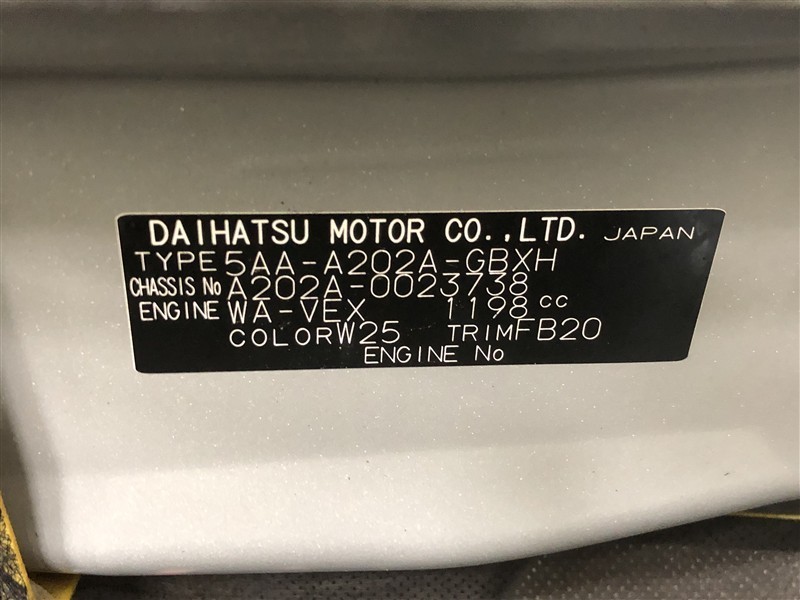 DAIHATSU MOTOR CO.,LTD. JAPAN
TYPE 5AA-A202A-GBXH
CHASSIS No A202A-0023738
ENGINE WA-VEX 1198 cc
COLOR W25 TRIM FB20
ENGINE No